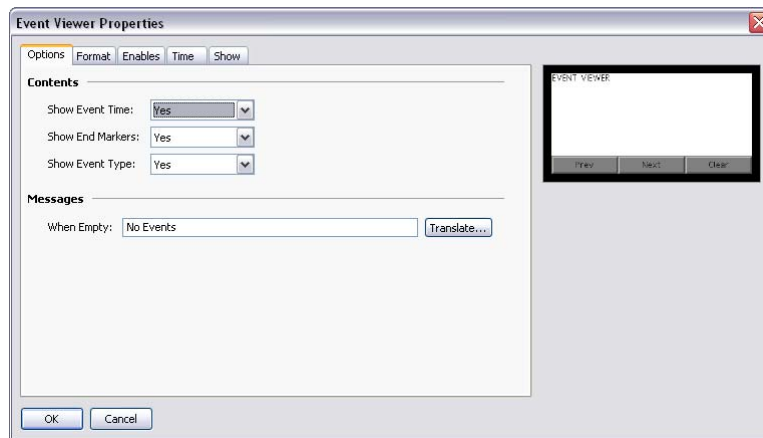 Event Viewer Properties
Options Format Enables Time Show
Contents
Show Event Time: Yes
Show End Markers: Yes
Show Event Type: Yes
Messages
When Empty: No Events Translate...
EVENT VIEWER
Prev Next Clear
OK Cancel